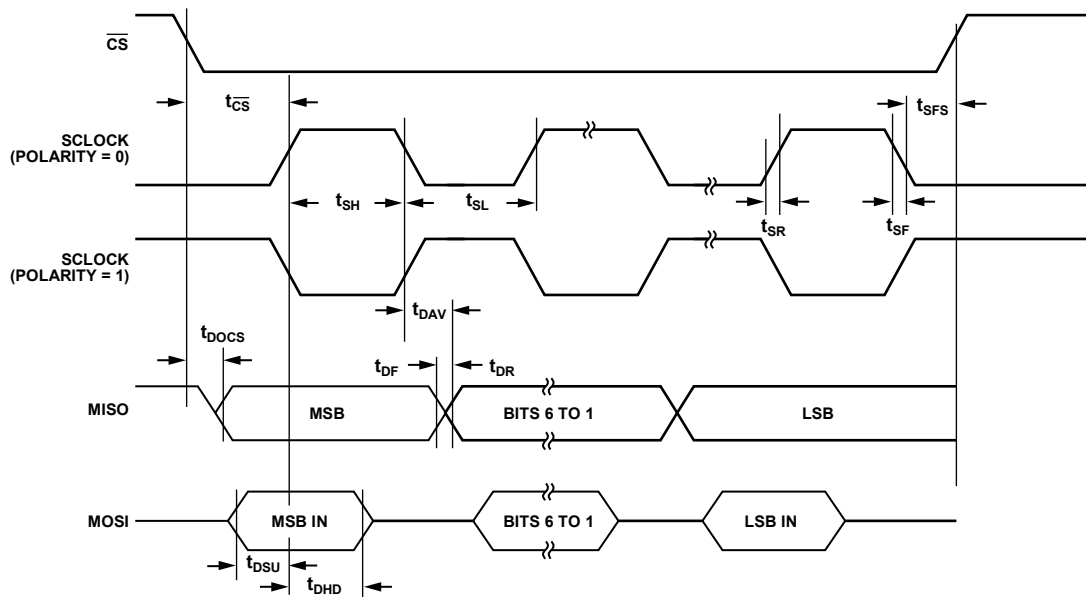 CS
tCS
tSFS
SCLOCK
(POLARITY = 0)
tSH
tSL
tSR
tSF
SCLOCK
(POLARITY = 1)
tDAV
tDOCS
tDF
tDR
MISO
MSB
BITS 6 TO 1
LSB
MOSI
MSB IN
BITS 6 TO 1
LSB IN
tDSU
tDHD